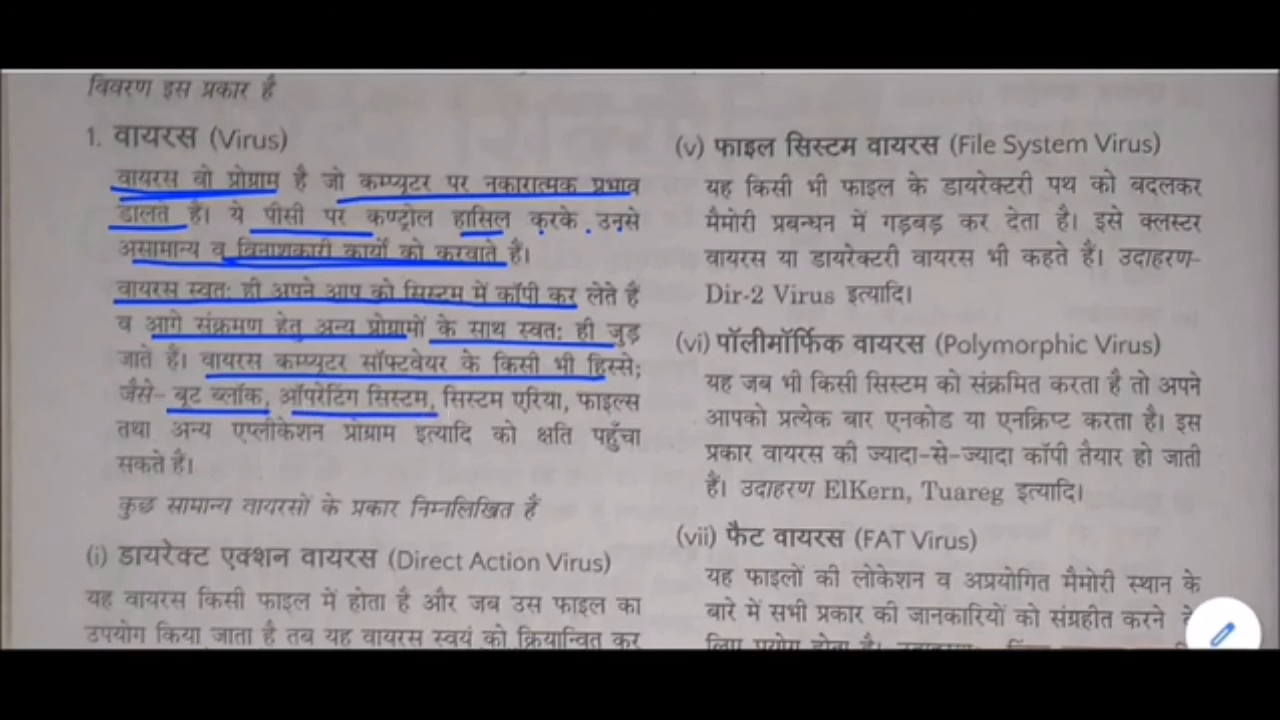 विवरण इस प्रकार है
1. वायरस (Virus)
वायरस वो प्रोग्राम है जो कम्प्यूटर पर नकारात्मक प्रभाव
डालते हैं। ये पीसी पर कण्ट्रोल हासिल करके उनसे
असामान्य व विनाशकारी कार्यों को करवाते हैं।
वायरस स्वतः ही अपने आप को सिस्टम में कॉपी कर लेते हैं
व आगे संक्रमण हेतु अन्य प्रोग्रामों के साथ स्वतः ही जुड़
जाते हैं। वायरस कम्प्यूटर सॉफ्टवेयर के किसी भी हिस्से;
जैसे- बूट ब्लॉक, ऑपरेटिंग सिस्टम, सिस्टम एरिया, फाइल्स
तथा अन्य एप्लीकेशन प्रोग्राम इत्यादि को क्षति पहुँचा
सकते हैं।
कुछ सामान्य वायरसों के प्रकार निम्नलिखित हैं
(i) डायरेक्ट एक्शन वायरस (Direct Action Virus)
यह वायरस किसी फाइल में होता है और जब उस फाइल का
उपयोग किया जाता है तब यह वायरस स्वयं को क्रियान्वित कर
(v) फाइल सिस्टम वायरस (File System Virus)
यह किसी भी फाइल के डायरेक्टरी पथ को बदलकर
मैमोरी प्रबन्धन में गड़बड़ कर देता है। इसे क्लस्टर
वायरस या डायरेक्टरी वायरस भी कहते हैं। उदाहरण-
Dir-2 Virus इत्यादि।
(vi) पॉलीमॉर्फिक वायरस (Polymorphic Virus)
यह जब भी किसी सिस्टम को संक्रमित करता है तो अपने
आपको प्रत्येक बार एनकोड या एनक्रिप्ट करता है। इस
प्रकार वायरस की ज्यादा-से-ज्यादा कॉपी तैयार हो जाती
हैं। उदाहरण ElKern, Tuareg इत्यादि।
(vii) फैट वायरस (FAT Virus)
यह फाइलों की लोकेशन व अप्रयोगित मैमोरी स्थान के
बारे में सभी प्रकार की जानकारियों को संग्रहीत करने
लिए प्रयोग होता है।